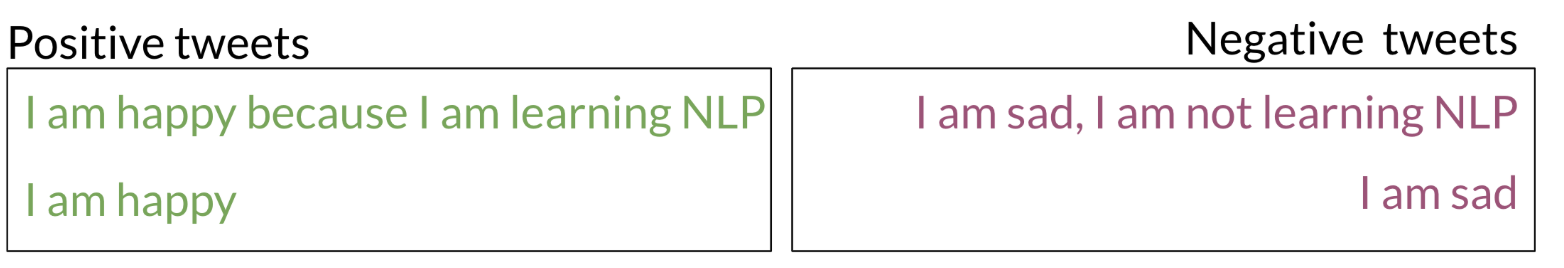 Positive tweets
I am happy because I am learning NLP
I am happy
Negative tweets
I am sad, I am not learning NLP
I am sad